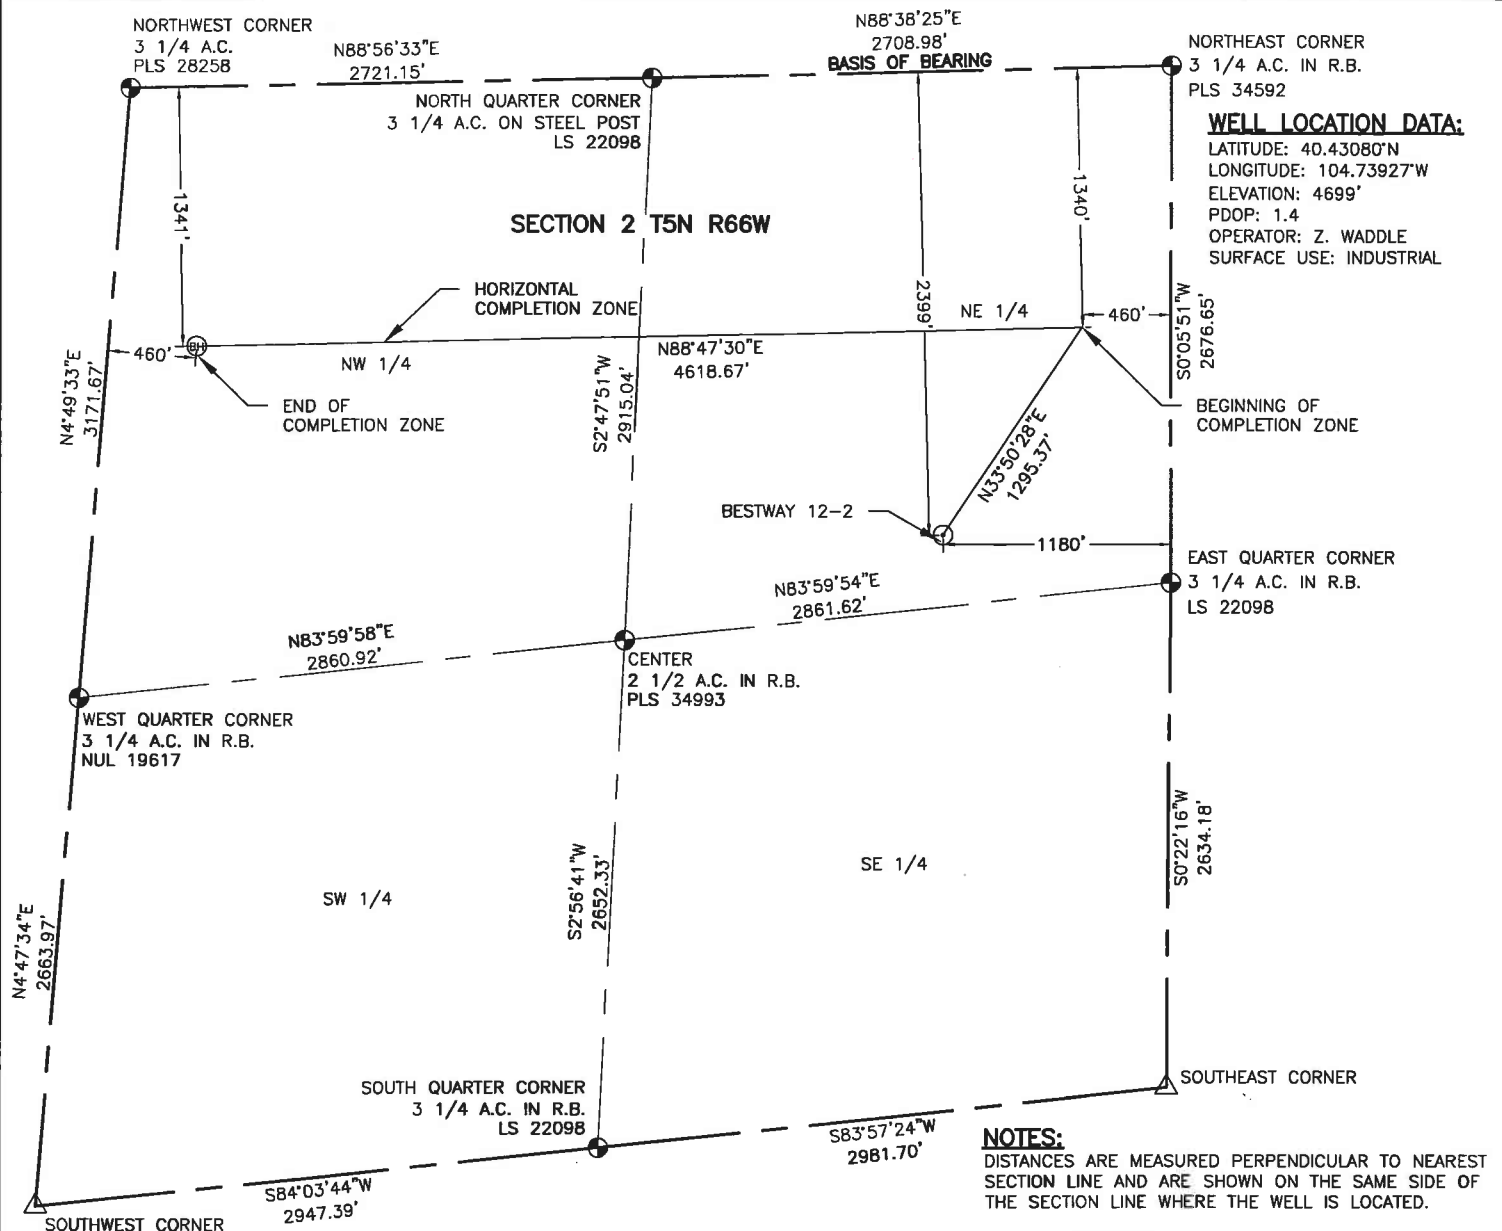 NORTHWEST CORNER
3 1/4 A.C.
PLS 28258
N88°56'33"E
2721.15'
N88°38'25"E
2708.98'
BASIS OF BEARING
NORTHEAST CORNER
3 1/4 A.C. IN R.B.
PLS 34592
NORTH QUARTER CORNER
3 1/4 A.C. ON STEEL POST
LS 22098
WELL LOCATION DATA:
LATITUDE: 40.43080°N
LONGITUDE: 104.73927°W
ELEVATION: 4699'
PDOP: 1.4
OPERATOR: Z. WADDLE
SURFACE USE: INDUSTRIAL
1341'
1340'
SECTION 2 T5N R66W
HORIZONTAL
COMPLETION ZONE
2399'
NE 1/4
460'
S0°05'51"W
2676.65'
460'
BH
NW 1/4
N88°47'30"E
4618.67'
N4°49'33"E
3171.67'
END OF
COMPLETION ZONE
S2°47'51"W
2915.04'
BEGINNING OF
COMPLETION ZONE
N33°50'28"E
1295.37'
BESTWAY 12-2
1180'
EAST QUARTER CORNER
3 1/4 A.C. IN R.B.
LS 22098
N83°59'54"E
2861.62'
N83°59'58"E
2860.92'
CENTER
2 1/2 A.C. IN R.B.
PLS 34993
WEST QUARTER CORNER
3 1/4 A.C. IN R.B.
NUL 19617
S0°22'16"W
2634.18'
SE 1/4
SW 1/4
S2°56'41"W
2652.33'
N4°47'34"E
2663.97'
SOUTH QUARTER CORNER
3 1/4 A.C. IN R.B.
LS 22098
SOUTHEAST CORNER
S83°57'24"W
2981.70'
S84°03'44"W
2947.39'
SOUTHWEST CORNER
NOTES:
DISTANCES ARE MEASURED PERPENDICULAR TO NEAREST
SECTION LINE AND ARE SHOWN ON THE SAME SIDE OF
THE SECTION LINE WHERE THE WELL IS LOCATED.